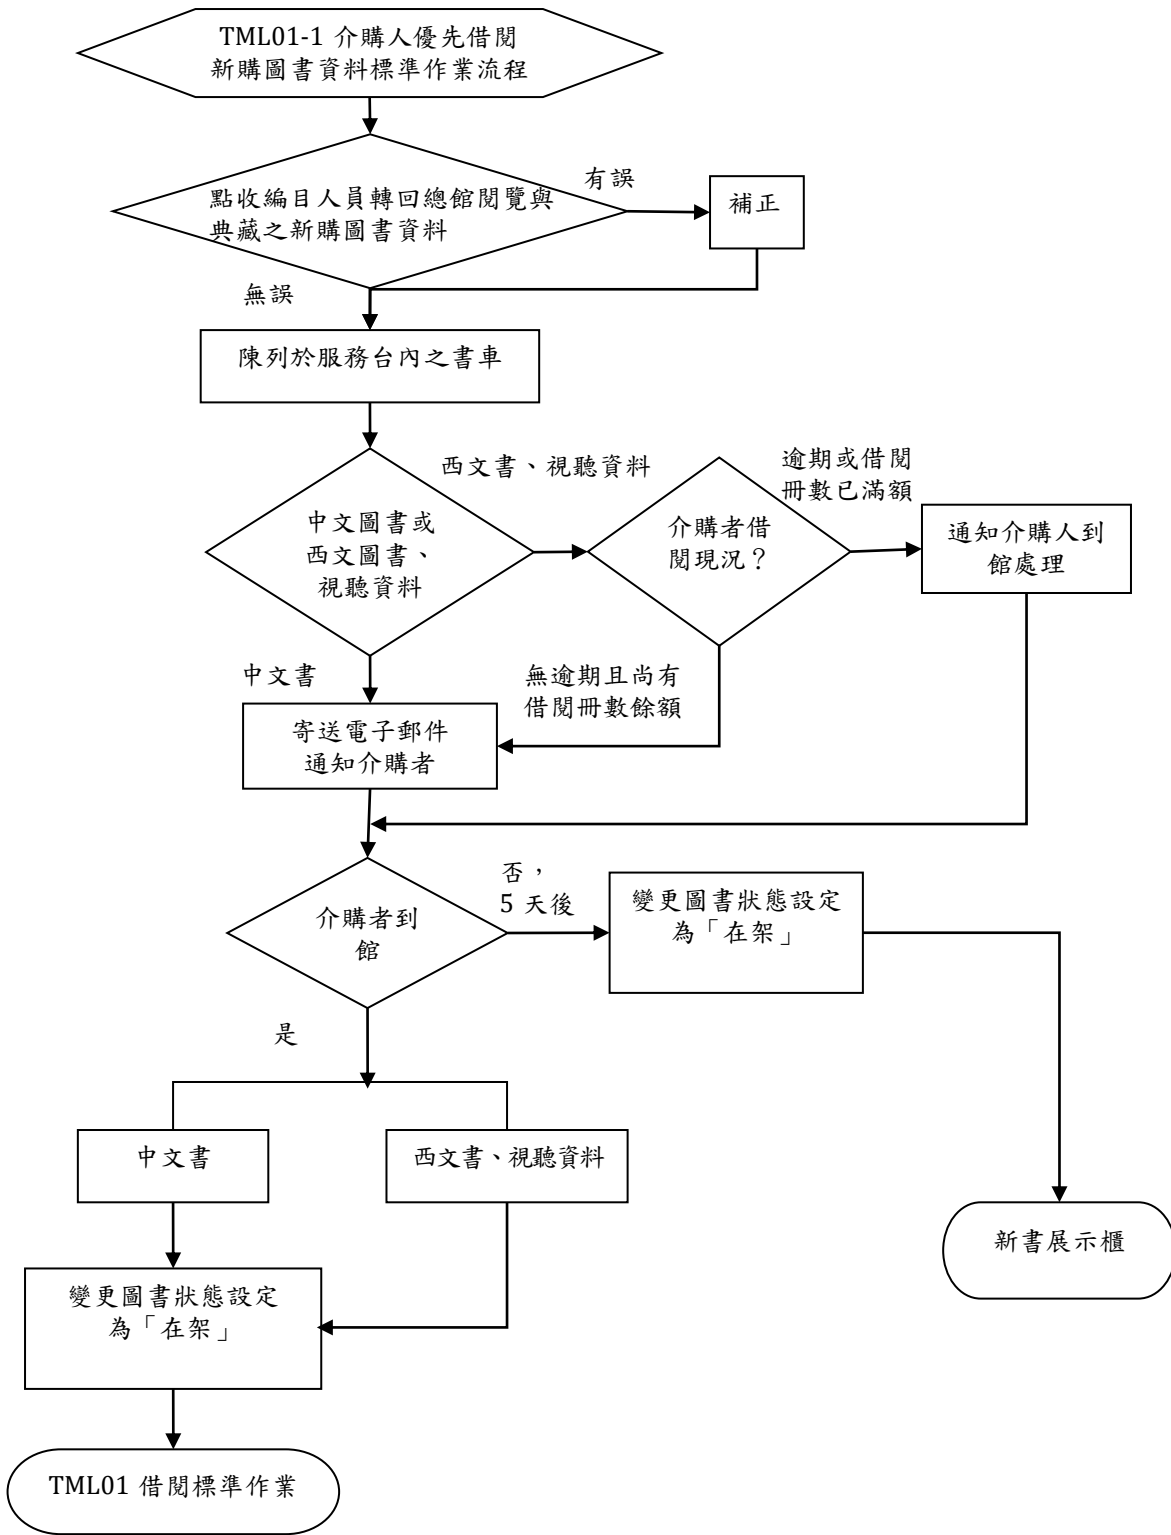 TML01-1 介購人優先借閱
新購圖書資料標準作業流程
有誤
點收編目人員轉回總館閱覽與
典藏之新購圖書資料
補正
無誤
陳列於服務台內之書車
西文書、視聽資料
逾期或借閱
冊數已滿額
中文圖書或
西文圖書、
視聽資料
介購者借
閱現況？
通知介購人到
館處理
中文書
無逾期且尚有
借閱冊數餘額
寄送電子郵件
通知介購者
否，
5 天後
介購者到
館
變更圖書狀態設定
為「在架」
是
中文書
西文書、視聽資料
新書展示櫃
變更圖書狀態設定
為「在架」
TML01 借閱標準作業